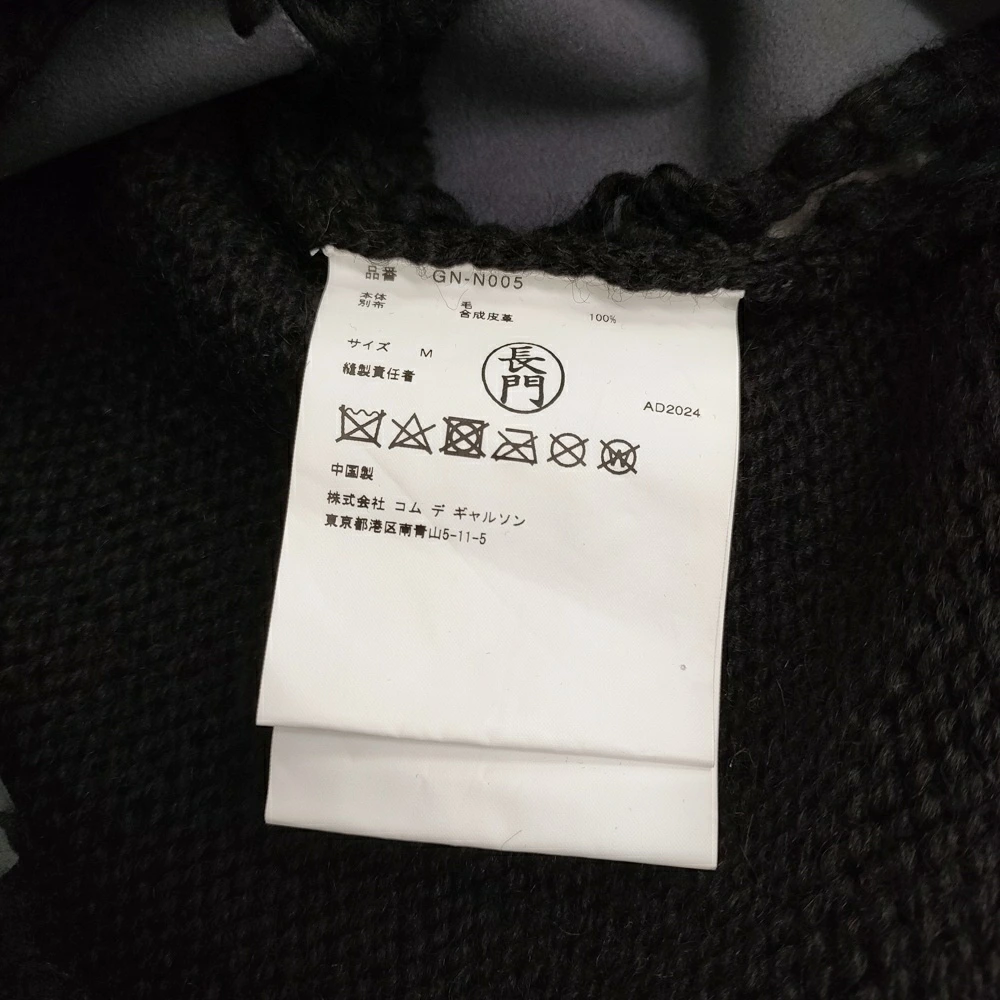 品番 GN-N005
本体 毛 100%
別布 合成皮革
サイズ M
縫製責任者 長門
AD2024
W
中国製
株式会社 コム デ ギャルソン
東京都港区南青山5-11-5